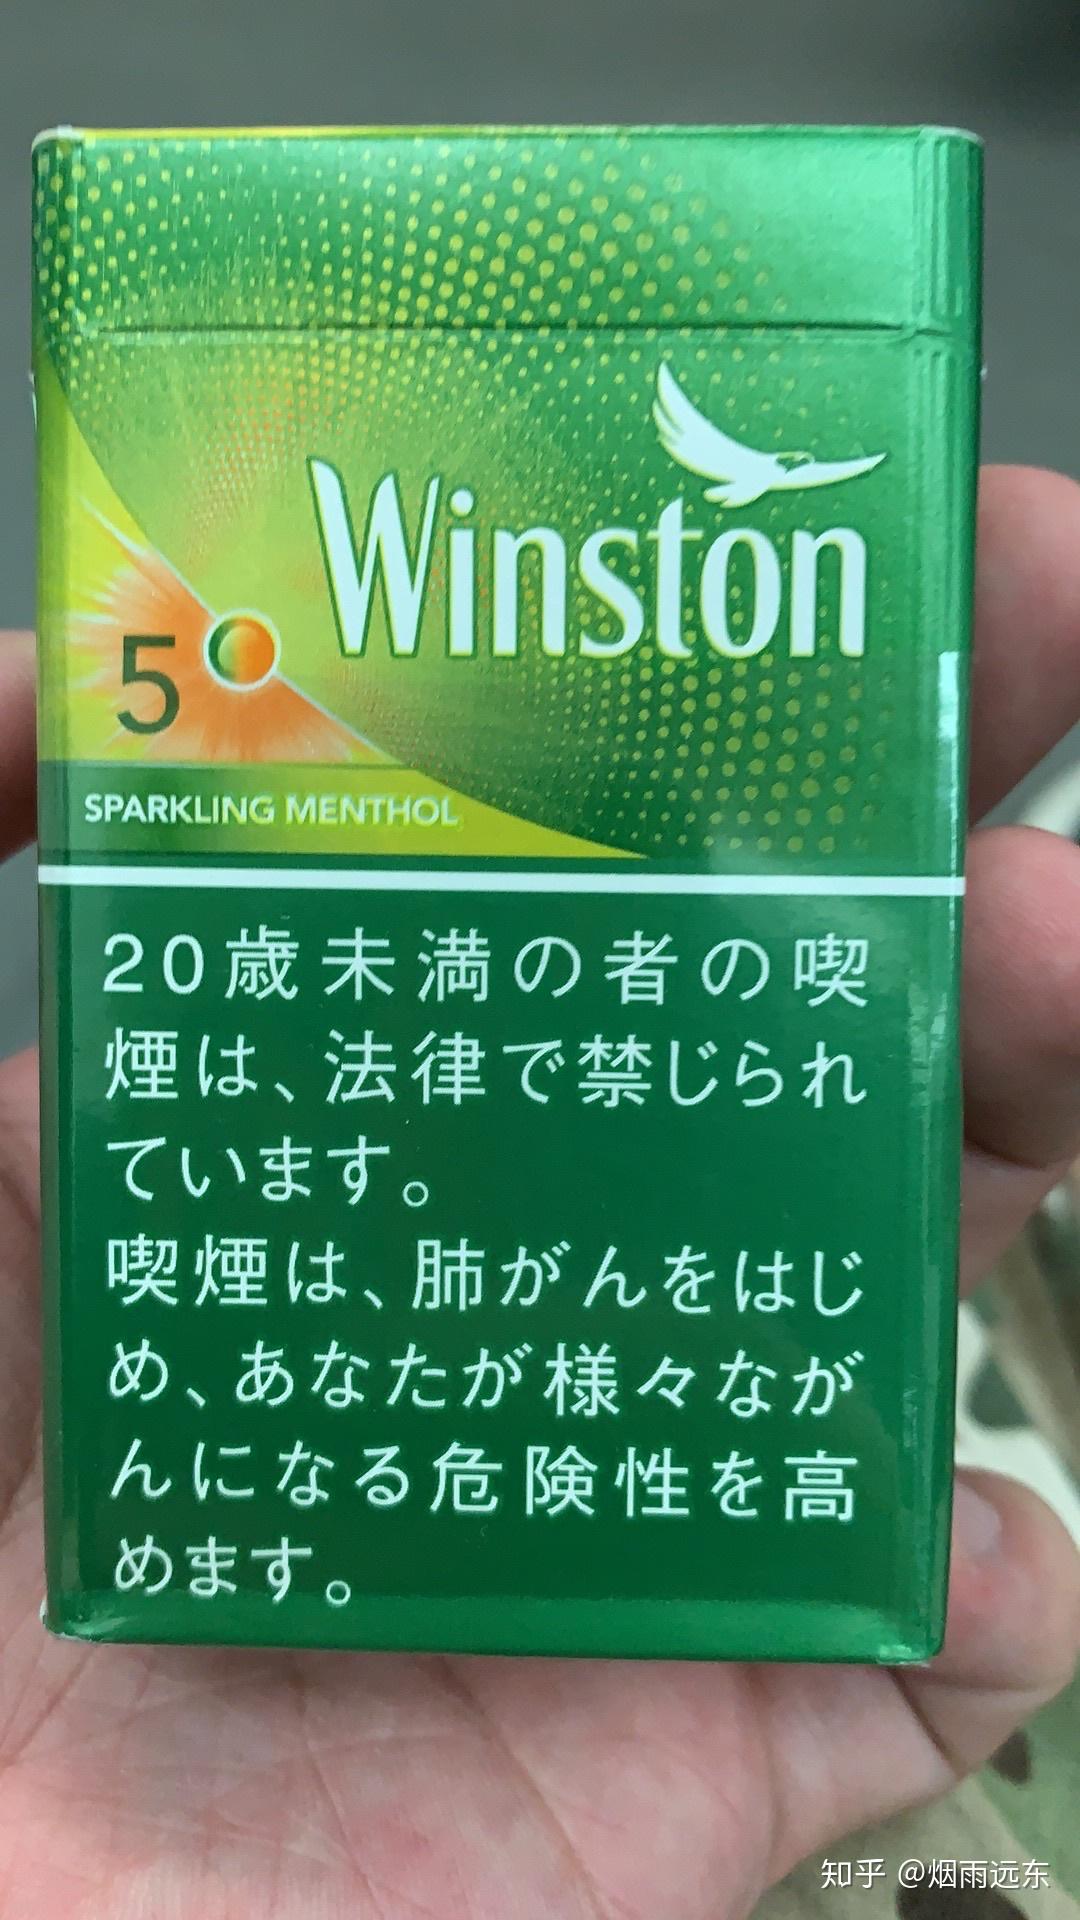 Winston
5
SPARKLING MENTHOL
20歳未満の者の喫
煙は、法律で禁じられ
ています。
喫煙は、肺がんをはじ
め、あなたが様々なが
んになる危険性を高
めます。
知乎 @烟雨远东